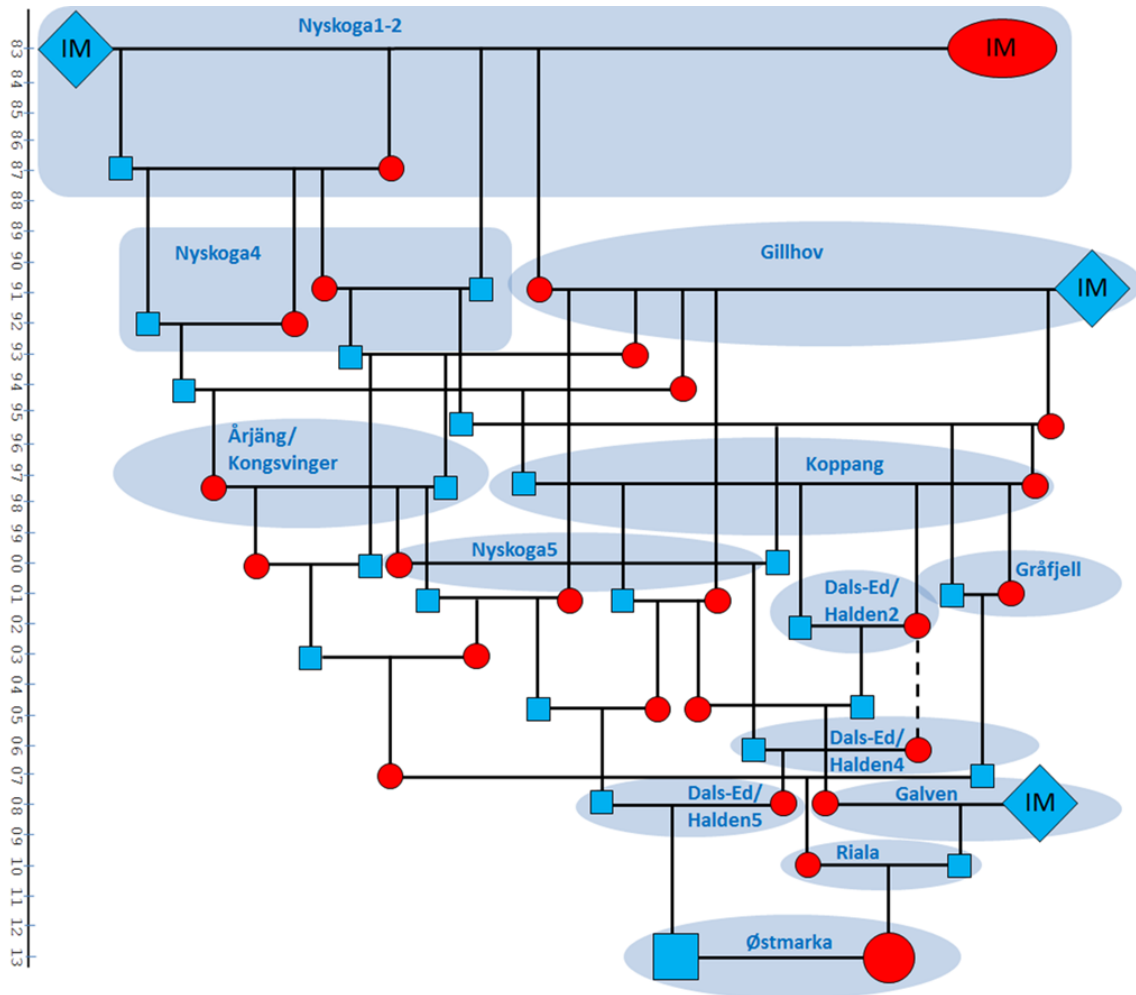 Nyskoga1-2
IM
IM
83
84
85
86
87
88
89
90
91
92
93
94
95
96
97
98
99
00
01
02
03
04
05
06
07
08
09
10
11
12
13
Nyskoga4
Gillhov
IM
Årjäng/
Kongsvinger
Koppang
Nyskoga5
Gråfjell
Dals-Ed/
Halden2
Dals-Ed/
Halden4
Dals-Ed/
Halden5
Galven
IM
Riala
Østmarka